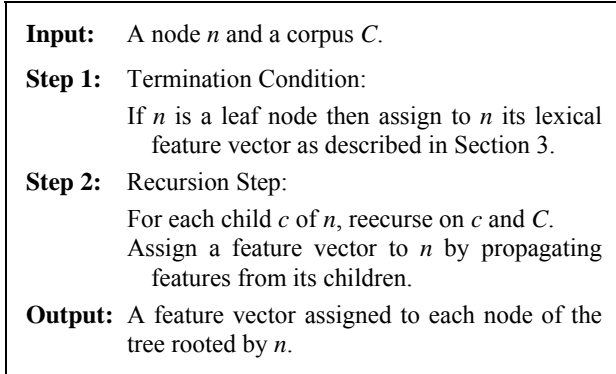 Input: A node n and a corpus C.
Step 1: Termination Condition:
If n is a leaf node then assign to n its lexical
feature vector as described in Section 3.
Step 2: Recursion Step:
For each child c of n, reecurse on c and C.
Assign a feature vector to n by propagating
features from its children.
Output: A feature vector assigned to each node of the
tree rooted by n.